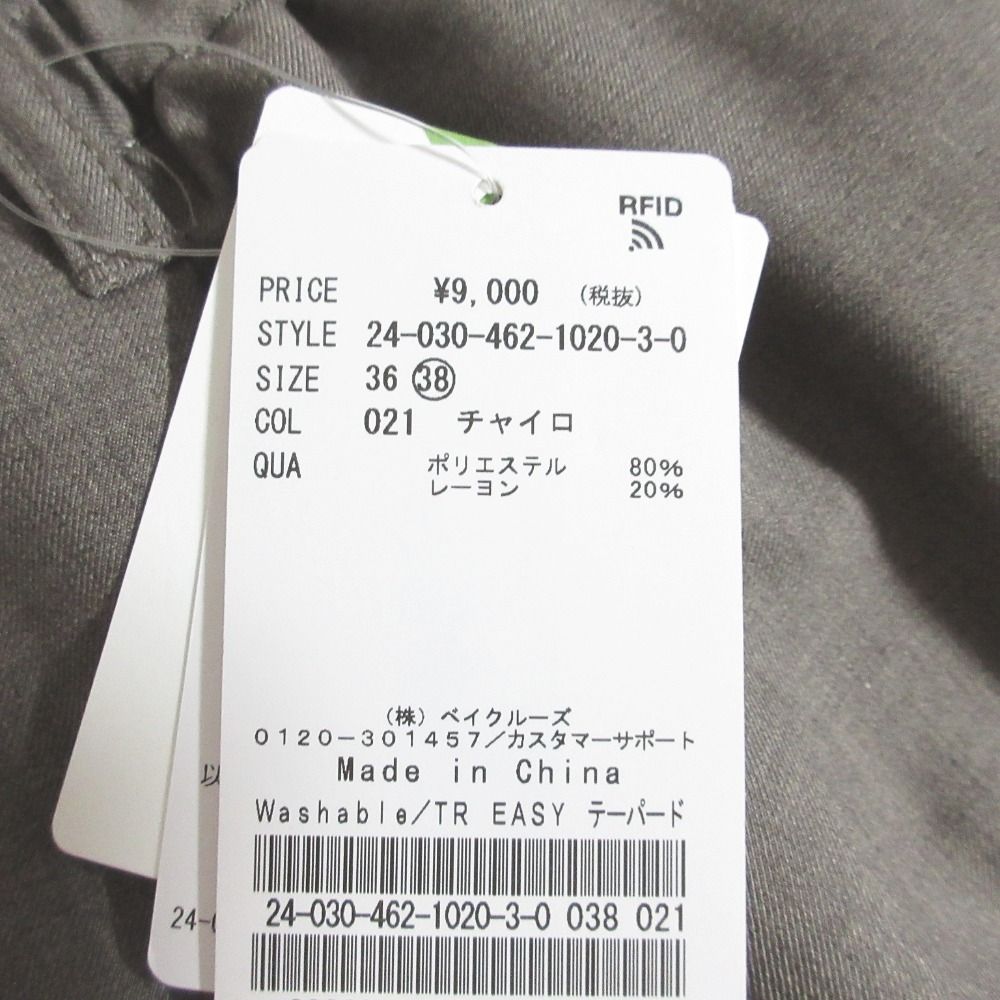 RFID
PRICE ¥9,000 (税抜)
STYLE 24-030-462-1020-3-0
SIZE 36 ㊳
COL 021 チャイロ
QUA ポリエステル 80%
レーヨン 20%
(株) ベイクルーズ
0120-301457/カスタマーサポート
Made in China
Washable/TR EASY テーパード
24-030-462-1020-3-0 038 021
以
24-0